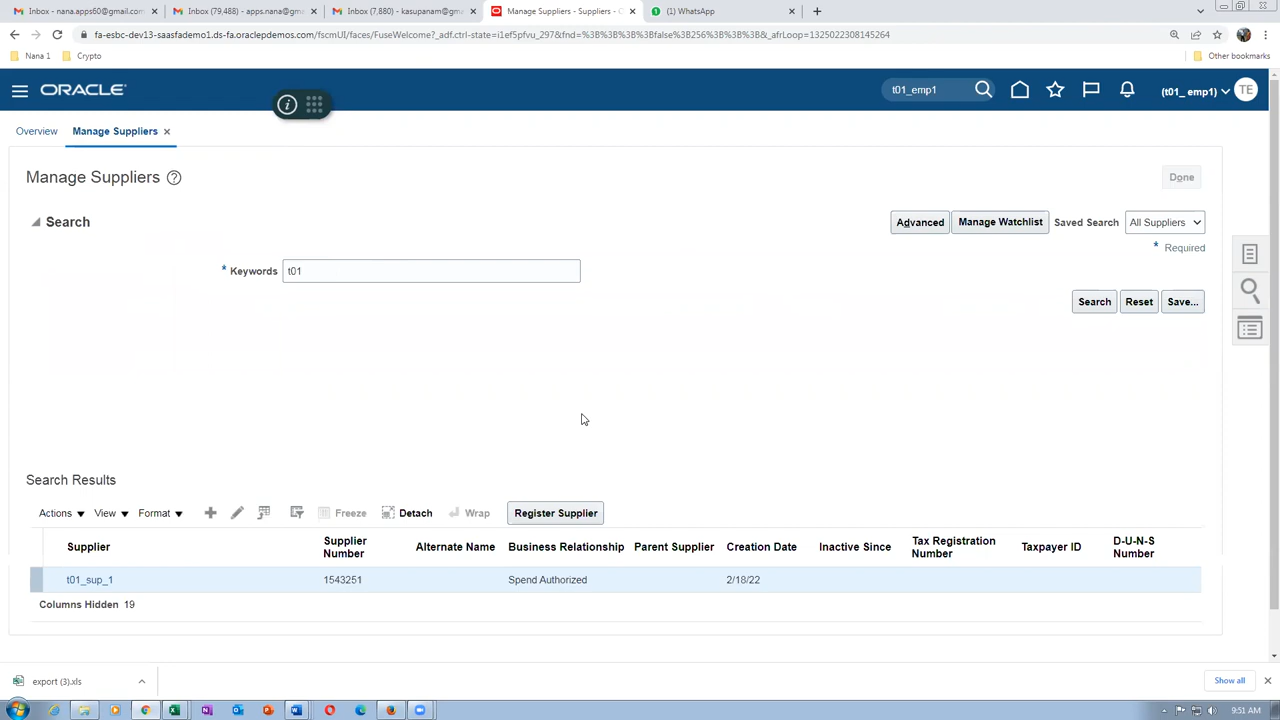 Inbox - nana.apps60@gmail.com
Inbox (79,488) - apps.nana@gm
Inbox (7,880) - kasupanam@gm
Manage Suppliers - Suppliers - O
(1) WhatsApp
fa-esbc-dev13-saasfademo1.ds-fa.oraclepdemos.com/fscmUI/faces/FuseWelcome?_adf.ctrl-state=i1ef5pfvu_297&fnd=%3B%3B%3B%3Bfalse%3B256%3B%3B%3B&_afrLoop=1325022308145264
Nana 1
Crypto
Other bookmarks
ORACLE
t01_emp1
(t01_ emp1)
TE
Overview
Manage Suppliers
Manage Suppliers
Done
Search
Advanced
Manage Watchlist
Saved Search
All Suppliers
* Required
* Keywords t01
Search
Reset
Save...
Search Results
Actions
View
Format
Freeze
Detach
Wrap
Register Supplier
Supplier
Supplier Number
Alternate Name
Business Relationship
Parent Supplier
Creation Date
Inactive Since
Tax Registration Number
Taxpayer ID
D-U-N-S Number
t01_sup_1 1543251 Spend Authorized 2/18/22
Columns Hidden 19
export (3).xls
Show all
9:51 AM